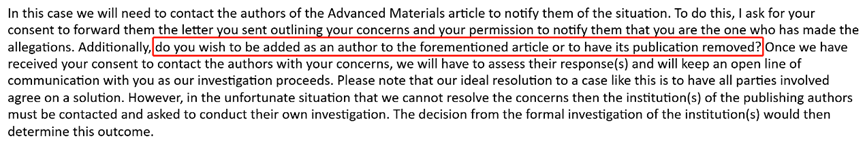 In this case we will need to contact the authors of the Advanced Materials article to notify them of the situation. To do this, I ask for your
consent to forward them the letter you sent outlining your concerns and your permission to notify them that you are the one who has made the
allegations. Additionally, do you wish to be added as an author to the forementioned article or to have its publication removed? Once we have
received your consent to contact the authors with your concerns, we will have to assess their response(s) and will keep an open line of
communication with you as our investigation proceeds. Please note that our ideal resolution to a case like this is to have all parties involved
agree on a solution. However, in the unfortunate situation that we cannot resolve the concerns then the institution(s) of the publishing authors
must be contacted and asked to conduct their own investigation. The decision from the formal investigation of the institution(s) would then
determine this outcome.